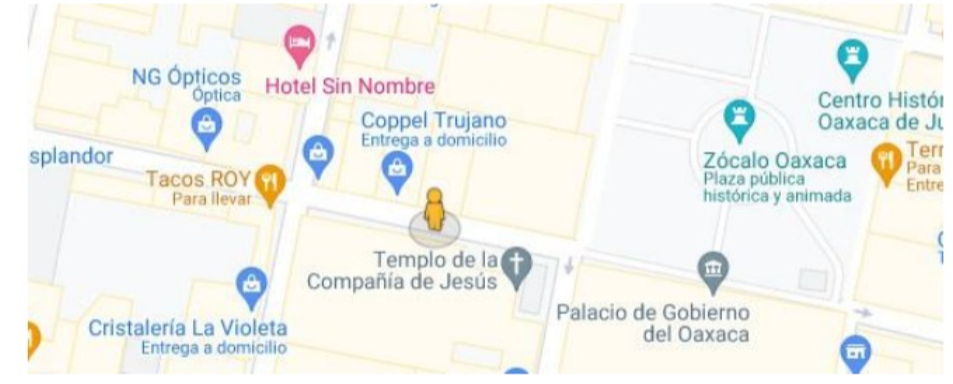 NG Ópticos
Óptica
Hotel Sin Nombre
Coppel Trujano
Entrega a domicilio
Centro Histór
Oaxaca de Ju
splandor
Tacos ROY
Para llevar
Zócalo Oaxaca
Plaza pública
histórica y animada
Terr
Para
Entre
Templo de la
Compañía de Jesús
Palacio de Gobierno
del Oaxaca
Cristalería La Violeta
Entrega a domicilio